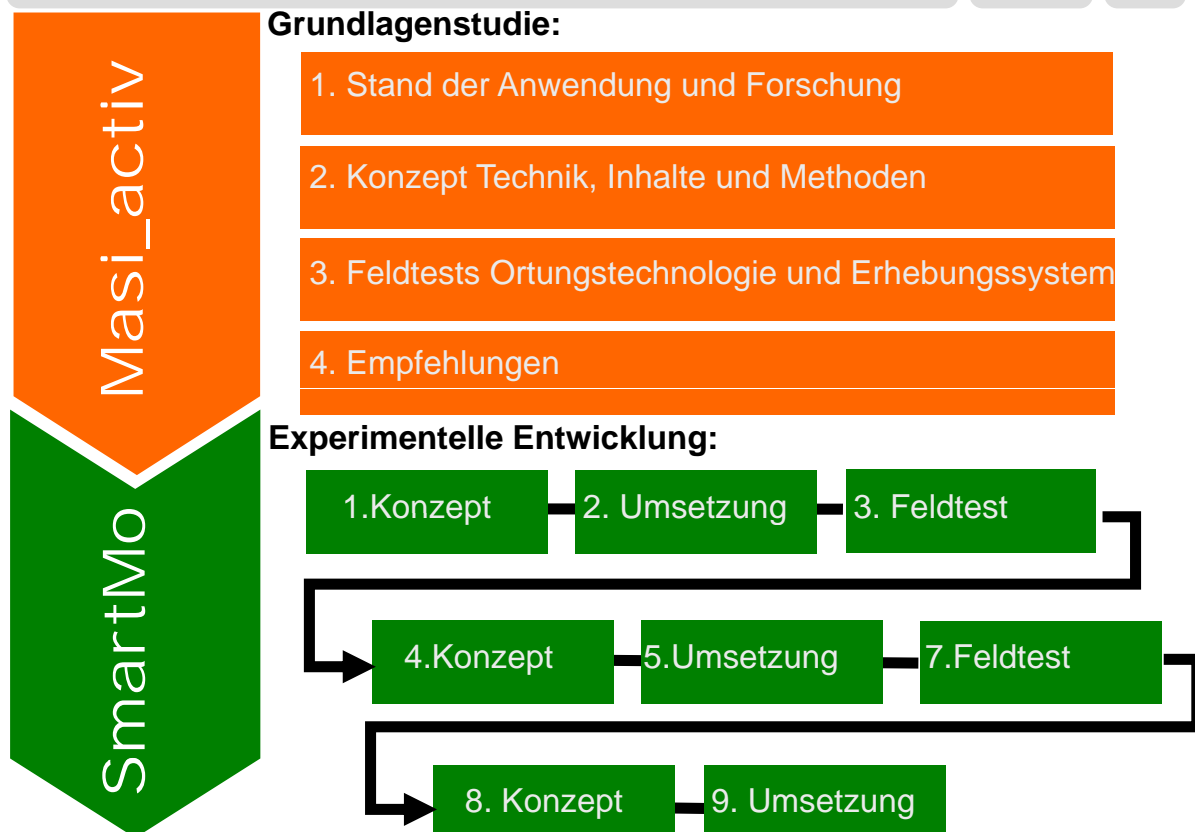 Grundlagenstudie:
Masi_activ
1. Stand der Anwendung und Forschung
2. Konzept Technik, Inhalte und Methoden
3. Feldtests Ortungstechnologie und Erhebungssystem
4. Empfehlungen
Experimentelle Entwicklung:
SmartMo
1.Konzept
2. Umsetzung
3. Feldtest
4.Konzept
5.Umsetzung
7.Feldtest
8. Konzept
9. Umsetzung